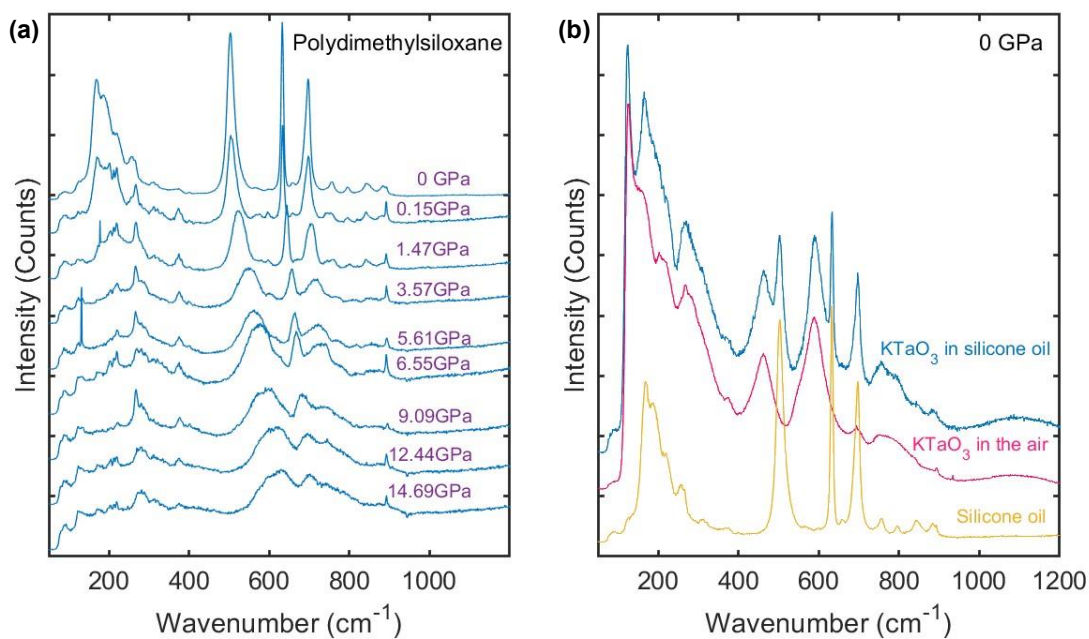 (a)
Polydimethylsiloxane
0 GPa
0.15GPa
1.47GPa
3.57GPa
5.61GPa
6.55GPa
9.09GPa
12.44GPa
14.69GPa
Intensity (Counts)
200 400 600 800 1000
Wavenumber (cm⁻¹)
(b)
0 GPa
KTaO₃ in silicone oil
KTaO₃ in the air
Silicone oil
Intensity (Counts)
200 400 600 800 1000 1200
Wavenumber (cm⁻¹)